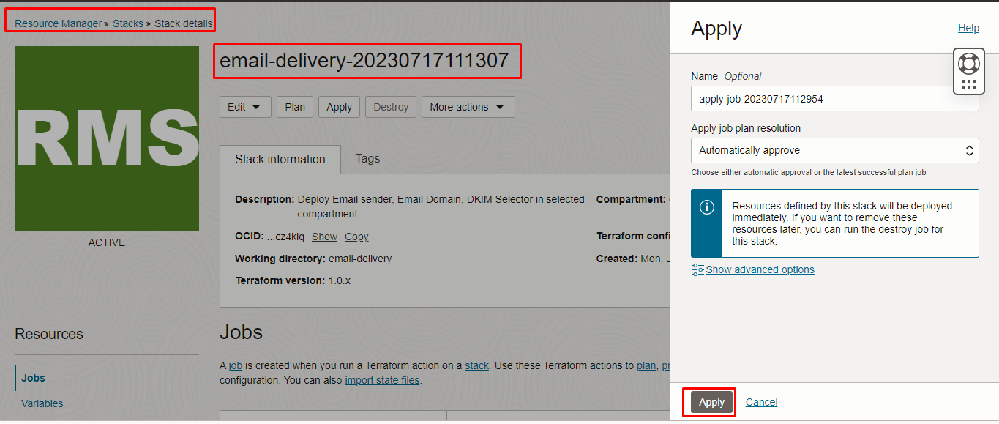 Resource Manager » Stacks » Stack details
RMS
ACTIVE
email-delivery-20230717111307
Edit Plan Apply Destroy More actions
Stack information Tags
Description: Deploy Email sender, Email Domain, DKIM Selector in selected
compartment
OCID: ...cz4kiq Show Copy
Working directory: email-delivery
Terraform version: 1.0.x
Compartment:
Terraform confi
Created: Mon, J
Resources
Jobs
Variables
Jobs
A job is created when you run a Terraform action on a stack. Use these Terraform actions to plan, pr
configuration. You can also import state files.
Apply
Help
Name Optional
apply-job-20230717112954
Apply job plan resolution
Automatically approve
Choose either automatic approval or the latest successful plan job
Resources defined by this stack will be deployed
immediately. If you want to remove these
resources later, you can run the destroy job for
this stack.
Show advanced options
Apply Cancel